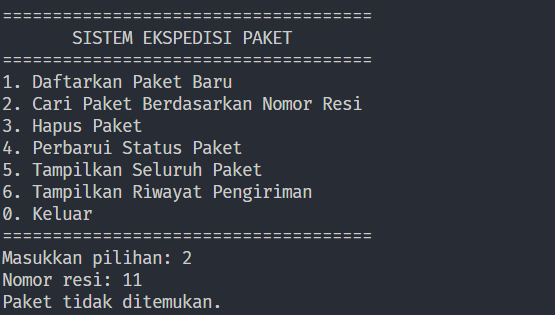 =====================================
SISTEM EKSPEDISI PAKET
=====================================
1. Daftarkan Paket Baru
2. Cari Paket Berdasarkan Nomor Resi
3. Hapus Paket
4. Perbarui Status Paket
5. Tampilkan Seluruh Paket
6. Tampilkan Riwayat Pengiriman
0. Keluar
=====================================
Masukkan pilihan: 2
Nomor resi: 11
Paket tidak ditemukan.